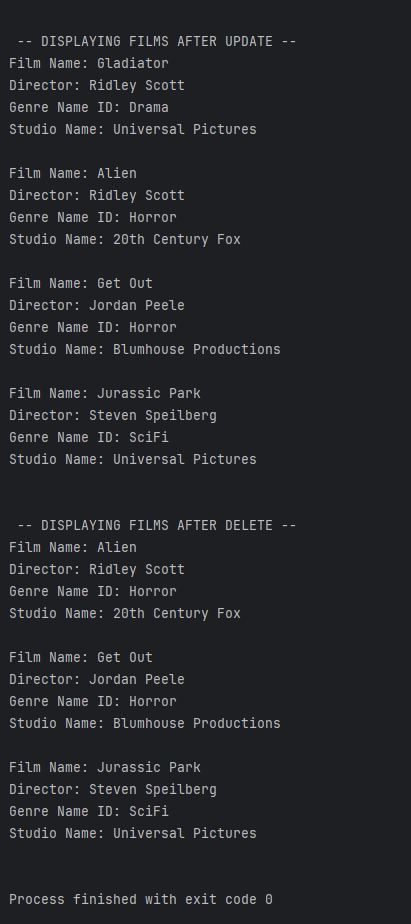 -- DISPLAYING FILMS AFTER UPDATE --
Film Name: Gladiator
Director: Ridley Scott
Genre Name ID: Drama
Studio Name: Universal Pictures

Film Name: Alien
Director: Ridley Scott
Genre Name ID: Horror
Studio Name: 20th Century Fox

Film Name: Get Out
Director: Jordan Peele
Genre Name ID: Horror
Studio Name: Blumhouse Productions

Film Name: Jurassic Park
Director: Steven Speilberg
Genre Name ID: SciFi
Studio Name: Universal Pictures

-- DISPLAYING FILMS AFTER DELETE --
Film Name: Alien
Director: Ridley Scott
Genre Name ID: Horror
Studio Name: 20th Century Fox

Film Name: Get Out
Director: Jordan Peele
Genre Name ID: Horror
Studio Name: Blumhouse Productions

Film Name: Jurassic Park
Director: Steven Speilberg
Genre Name ID: SciFi
Studio Name: Universal Pictures

Process finished with exit code 0